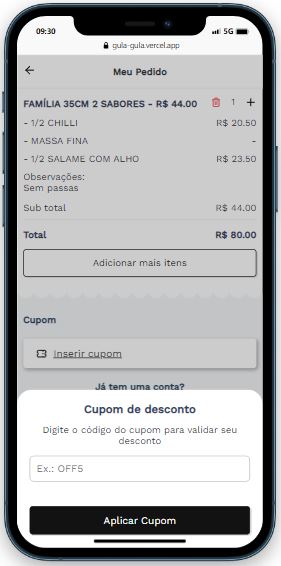 09:30
5G
gula-gula.vercel.app
Meu Pedido
FAMÍLIA 35CM 2 SABORES - R$ 44.00 1 +
- 1/2 CHILLI R$ 20.50
- MASSA FINA -
- 1/2 SALAME COM ALHO R$ 23.50
Observações:
Sem passas
Sub total R$ 44.00
Total R$ 80.00
Adicionar mais itens
Cupom
Inserir cupom
Já tem uma conta?
Cupom de desconto
Digite o código do cupom para validar seu
desconto
Ex.: OFF5
Aplicar Cupom